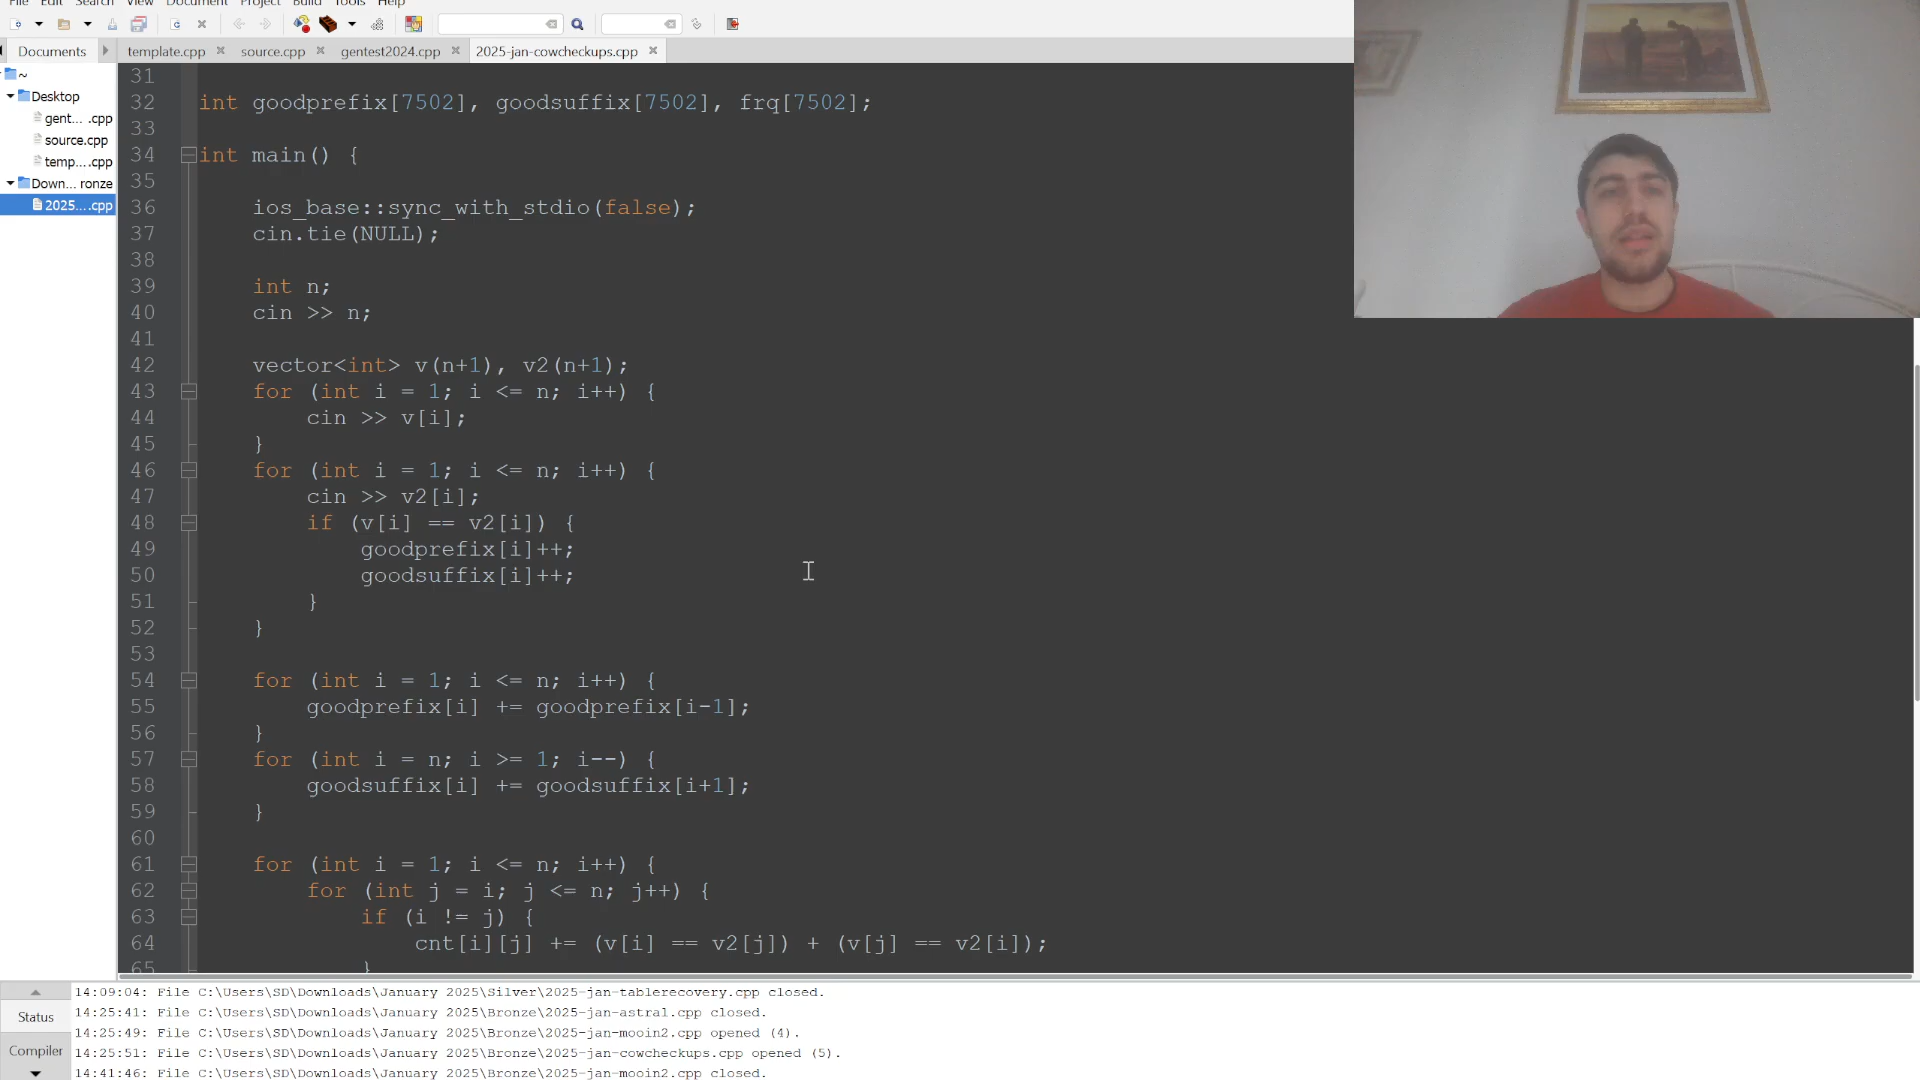 File Edit Search View Document Project Build Tools Help
Documents
template.cpp
source.cpp
gentest2024.cpp
2025-jan-cowcheckups.cpp
~
Desktop
gent... .cpp
source.cpp
temp....cpp
Down... ronze
2025....cpp
31
32 int goodprefix[7502], goodsuffix[7502], frq[7502];
33
34 int main() {
35
36 ios_base::sync_with_stdio(false);
37 cin.tie(NULL);
38
39 int n;
40 cin >> n;
41
42 vector<int> v(n+1), v2(n+1);
43 for (int i = 1; i <= n; i++) {
44 cin >> v[i];
45 }
46 for (int i = 1; i <= n; i++) {
47 cin >> v2[i];
48 if (v[i] == v2[i]) {
49 goodprefix[i]++;
50 goodsuffix[i]++;
51 }
52 }
53
54 for (int i = 1; i <= n; i++) {
55 goodprefix[i] += goodprefix[i-1];
56 }
57 for (int i = n; i >= 1; i--) {
58 goodsuffix[i] += goodsuffix[i+1];
59 }
60
61 for (int i = 1; i <= n; i++) {
62 for (int j = i; j <= n; j++) {
63 if (i != j) {
64 cnt[i][j] += (v[i] == v2[j]) + (v[j] == v2[i]);
65 }
Status
Compiler
14:09:04: File C:\Users\SD\Downloads\January 2025\Silver\2025-jan-tablerecovery.cpp closed.
14:25:41: File C:\Users\SD\Downloads\January 2025\Bronze\2025-jan-astral.cpp closed.
14:25:49: File C:\Users\SD\Downloads\January 2025\Bronze\2025-jan-mooin2.cpp opened (4).
14:25:51: File C:\Users\SD\Downloads\January 2025\Bronze\2025-jan-cowcheckups.cpp opened (5).
14:41:46: File C:\Users\SD\Downloads\January 2025\Bronze\2025-jan-mooin2.cpp closed.